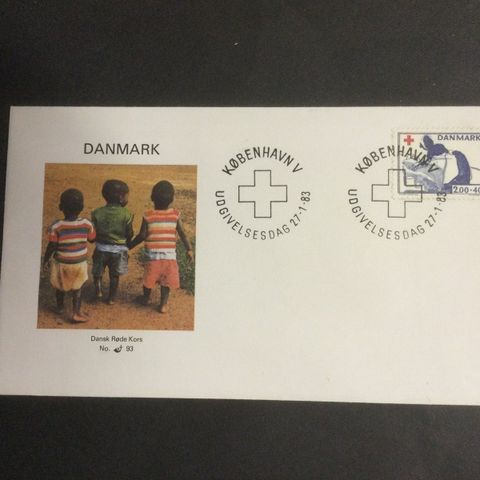 DANMARK
Dansk Røde Kors
No. 93
KØBENHAVN V
UDGIVELSESDAG 27-1-83
KØBENHAVN V
UDGIVELSESDAG 27-1-83
DANMARK
2.00+40